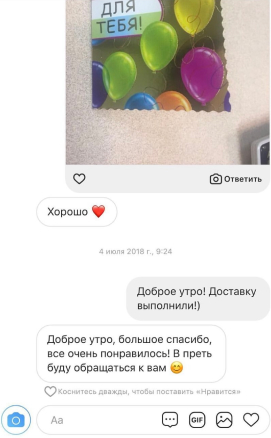 ДЛЯ
ТЕБЯ!
Ответить
Хорошо ❤️
4 июля 2018 г., 9:24
Доброе утро! Доставку
выполнили!)
Доброе утро, большое спасибо,
все очень понравилось! В преть
буду обращаться к вам 😊
Коснитесь дважды, чтобы поставить «Нравится»
Aa
GIF